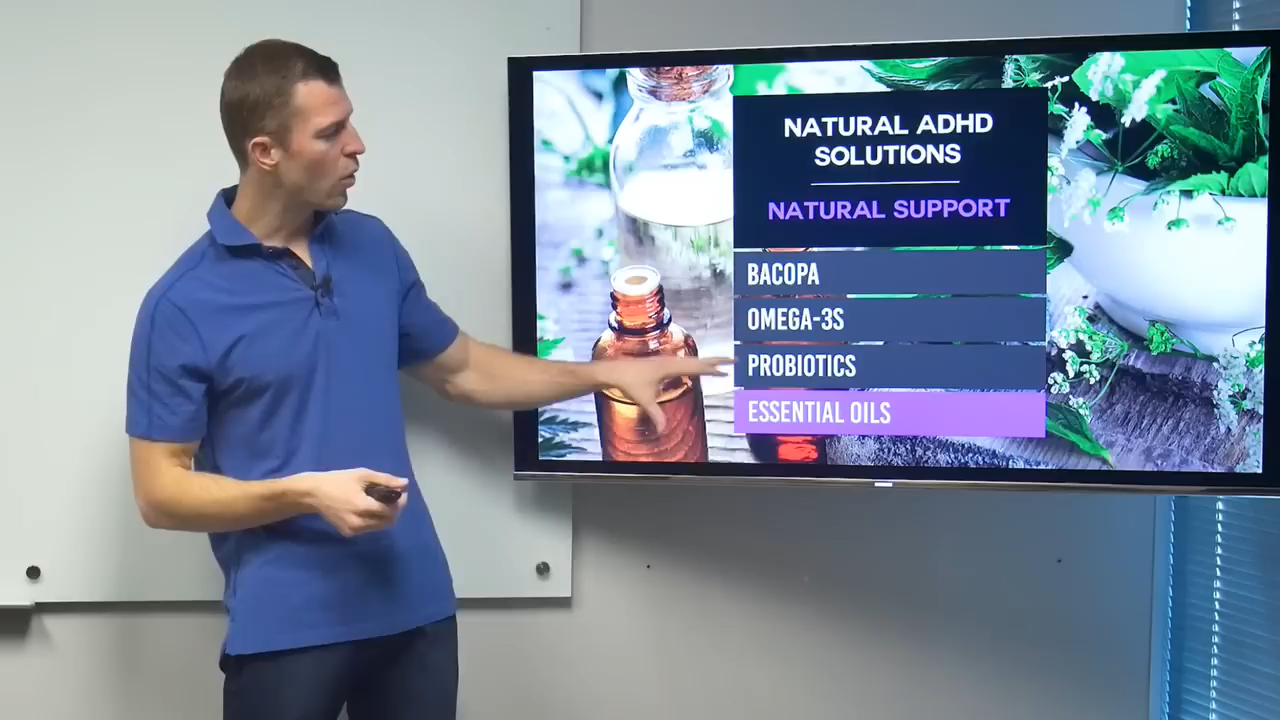 NATURAL ADHD
SOLUTIONS
NATURAL SUPPORT
BACOPA
OMEGA-3S
PROBIOTICS
ESSENTIAL OILS